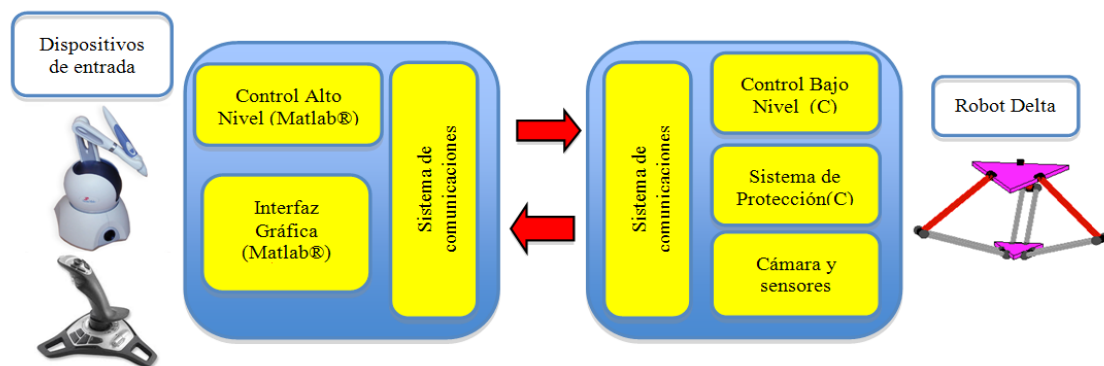 Dispositivos
de entrada
Control Alto
Nivel (Matlab®)
Interfaz
Gráfica
(Matlab®)
Sistema de
comunicaciones
Sistema de
comunicaciones
Control Bajo
Nivel (C)
Sistema de
Protección(C)
Cámara y
sensores
Robot Delta